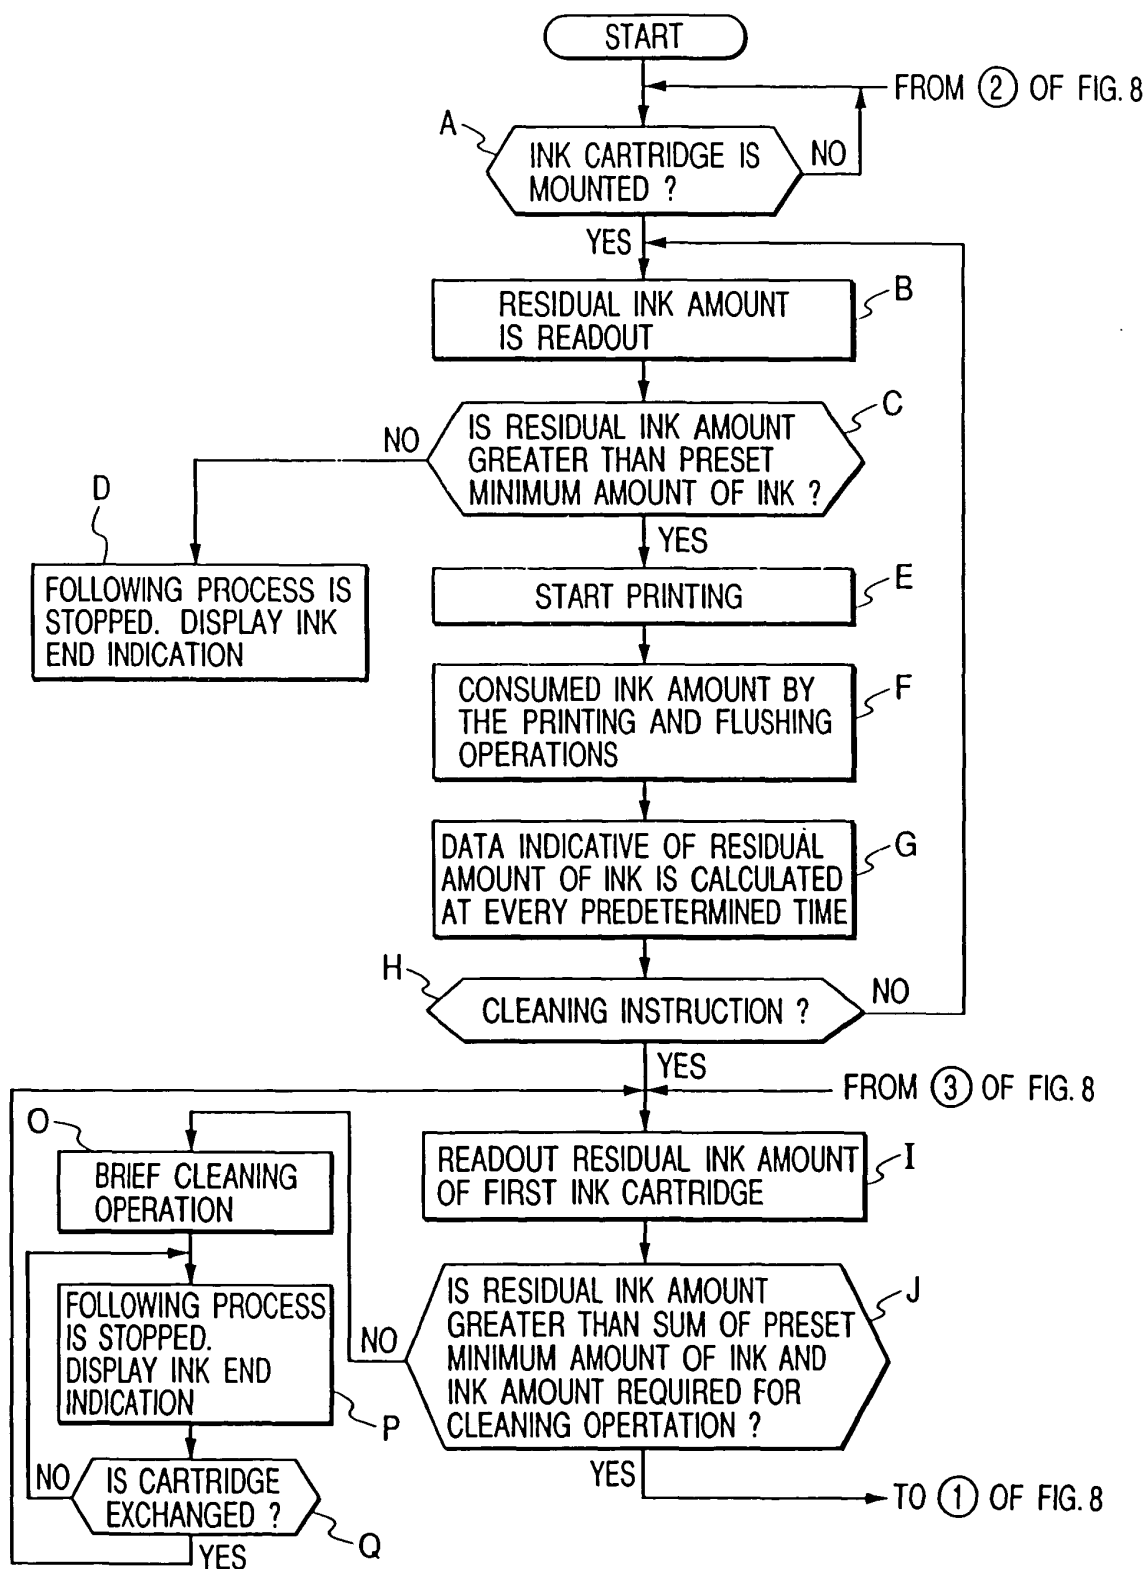 START
FROM ② OF FIG. 8
A
INK CARTRIDGE IS
MOUNTED ?
NO
YES
B
RESIDUAL INK AMOUNT
IS READOUT
C
IS RESIDUAL INK AMOUNT
GREATER THAN PRESET
MINIMUM AMOUNT OF INK ?
NO
D
YES
FOLLOWING PROCESS IS
STOPPED. DISPLAY INK
END INDICATION
E
START PRINTING
F
CONSUMED INK AMOUNT BY
THE PRINTING AND FLUSHING
OPERATIONS
G
DATA INDICATIVE OF RESIDUAL
AMOUNT OF INK IS CALCULATED
AT EVERY PREDETERMINED TIME
H
CLEANING INSTRUCTION ?
NO
YES
FROM ③ OF FIG. 8
O
BRIEF CLEANING
OPERATION
I
READOUT RESIDUAL INK AMOUNT
OF FIRST INK CARTRIDGE
J
IS RESIDUAL INK AMOUNT
GREATER THAN SUM OF PRESET
MINIMUM AMOUNT OF INK AND
INK AMOUNT REQUIRED FOR
CLEANING OPERTATION ?
NO
FOLLOWING PROCESS
IS STOPPED.
DISPLAY INK END
INDICATION
P
NO
IS CARTRIDGE
EXCHANGED ?
Q
YES
YES
TO ① OF FIG. 8